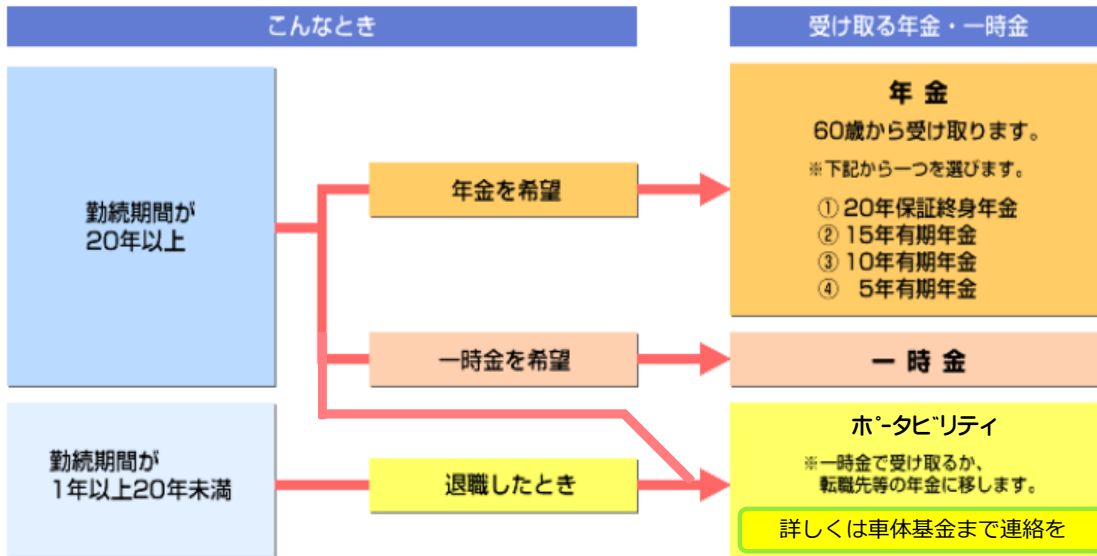 こんなとき
受け取る年金・一時金
勤続期間が
20年以上
年金を希望
年 金
60歳から受け取ります。
※下記から一つを選びます。
① 20年保証終身年金
② 15年有期年金
③ 10年有期年金
④ 5年有期年金
一時金を希望
一 時 金
勤続期間が
1年以上20年未満
退職したとき
ポータビリティ
※一時金で受け取るか、
転職先等の年金に移します。
詳しくは車体基金まで連絡を